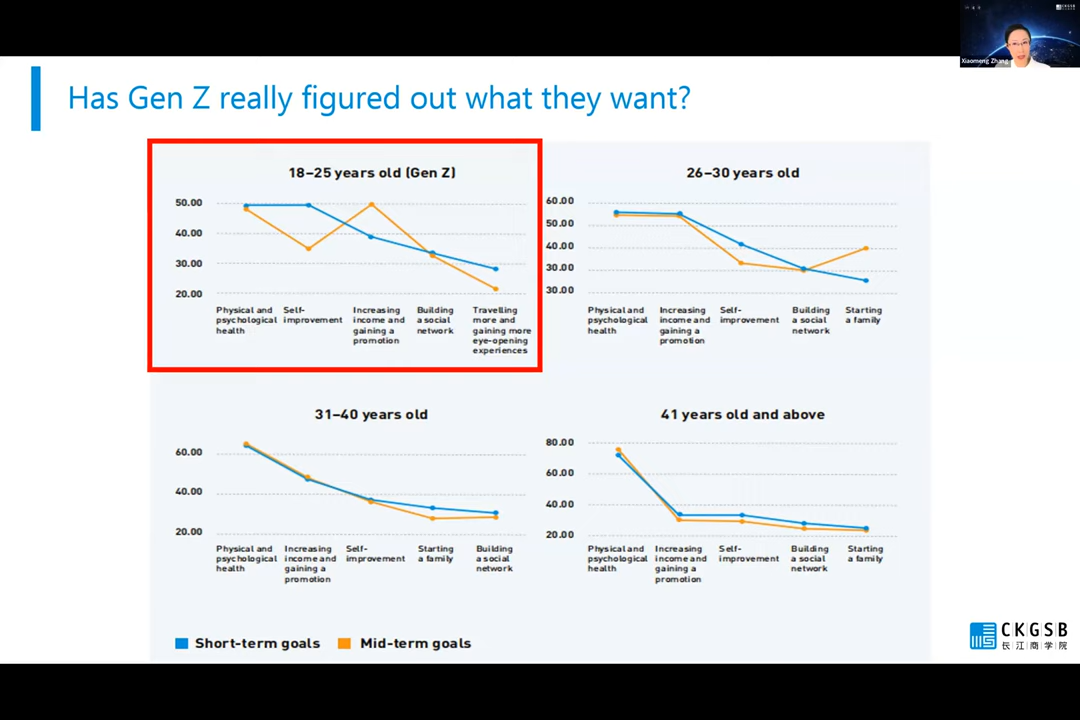 CKGSB
Xiaomeng Zhang
Has Gen Z really figured out what they want?
18–25 years old (Gen Z)
50.00
40.00
30.00
20.00
Physical and
psychological
health
Self-
improvement
Increasing
income and
gaining a
promotion
Building
a social
network
Travelling
more and
gaining more
eye-opening
experiences
26–30 years old
60.00
50.00
40.00
30.00
30.00
Physical and
psychological
health
Increasing
income and
gaining a
promotion
Self-
improvement
Building
a social
network
Starting
a family
31–40 years old
60.00
40.00
20.00
Physical and
psychological
health
Increasing
income and
gaining a
promotion
Self-
improvement
Starting
a family
Building
a social
network
41 years old and above
80.00
60.00
40.00
20.00
Physical and
psychological
health
Increasing
income and
gaining a
promotion
Self-
improvement
Building
a social
network
Starting
a family
Short-term goals
Mid-term goals
CKGSB
长江商学院